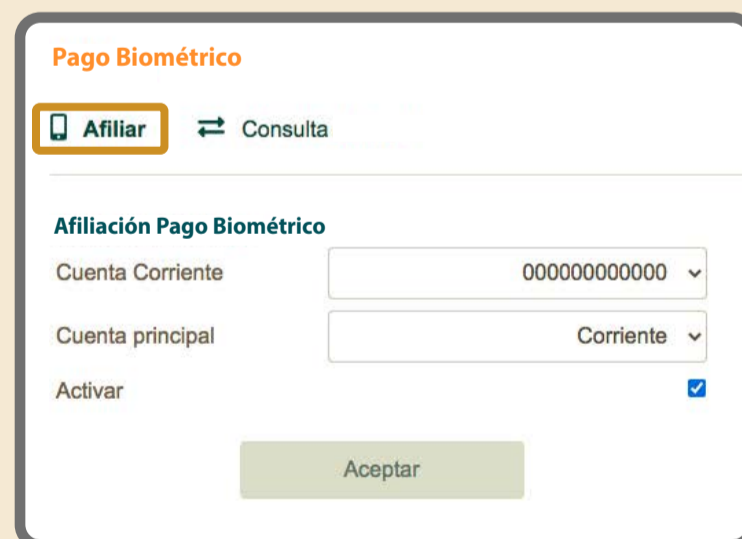 Pago Biométrico
Afiliar Consulta
Afiliación Pago Biométrico
Cuenta Corriente 000000000000
Cuenta principal Corriente
Activar
Aceptar